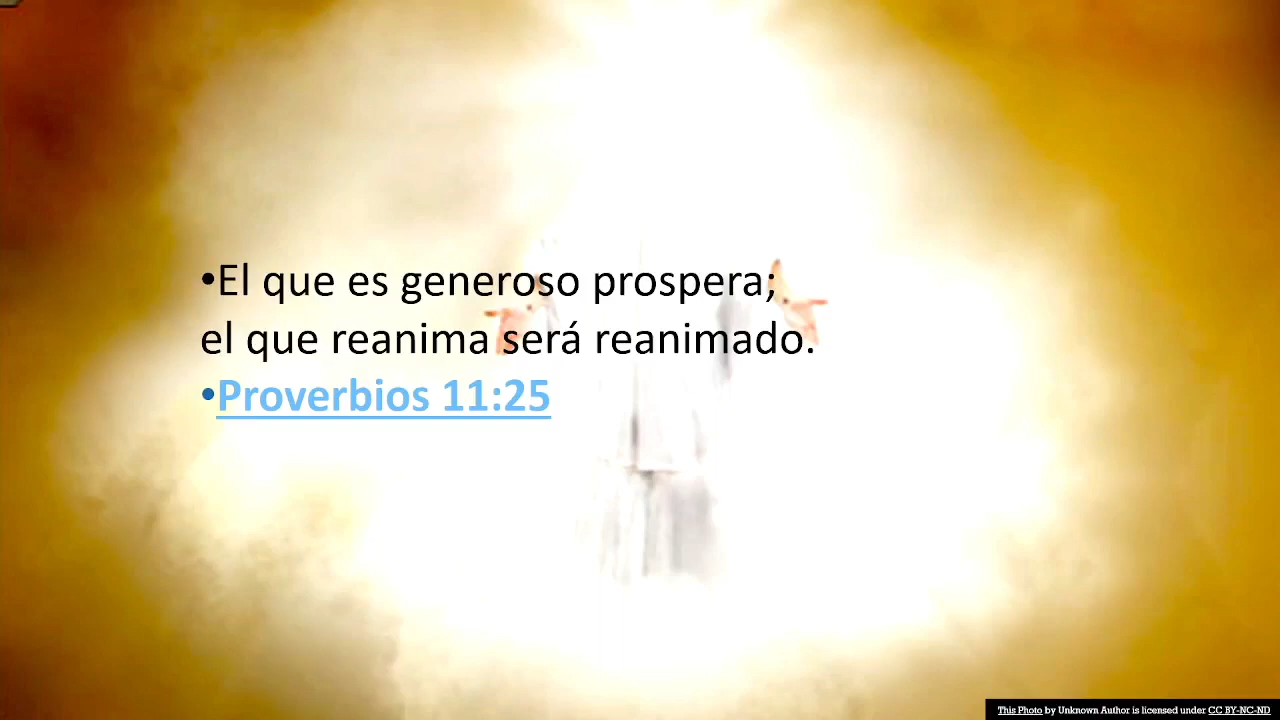 •El que es generoso prospera;
el que reanima será reanimado.
•Proverbios 11:25
This Photo by Unknown Author is licensed under CC BY-NC-ND